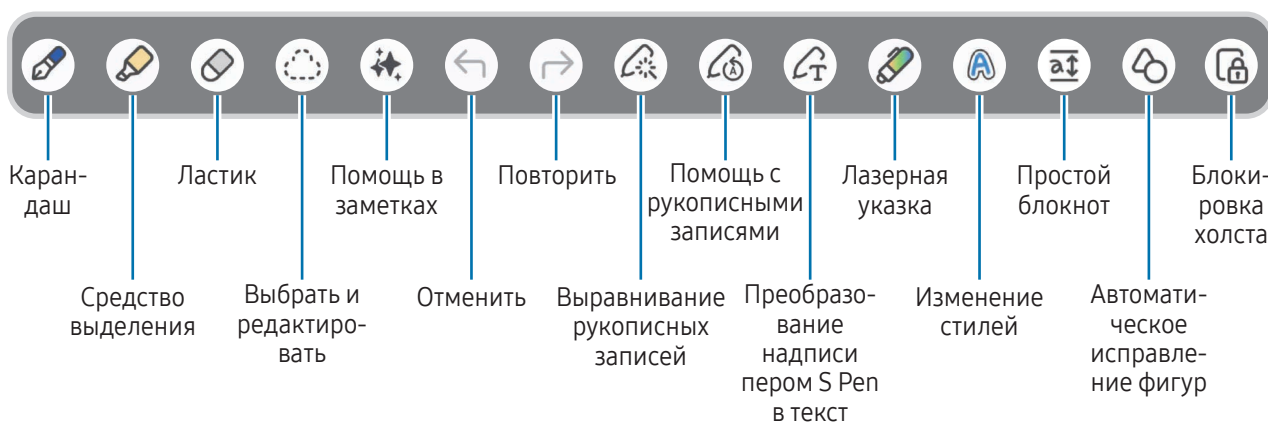 Каран-
даш
Ластик
Помощь в
заметках
Повторить
Помощь с
рукописными
записями
Лазерная
указка
Простой
блокнот
Блоки-
ровка
холста
Средство
выделения
Выбрать и
редактиро-
вать
Отменить
Выравнивание
рукописных
записей
Преобразо-
вание
надписи
пером S Pen
в текст
Изменение
стилей
Автомати-
ческое
исправле-
ние фигур